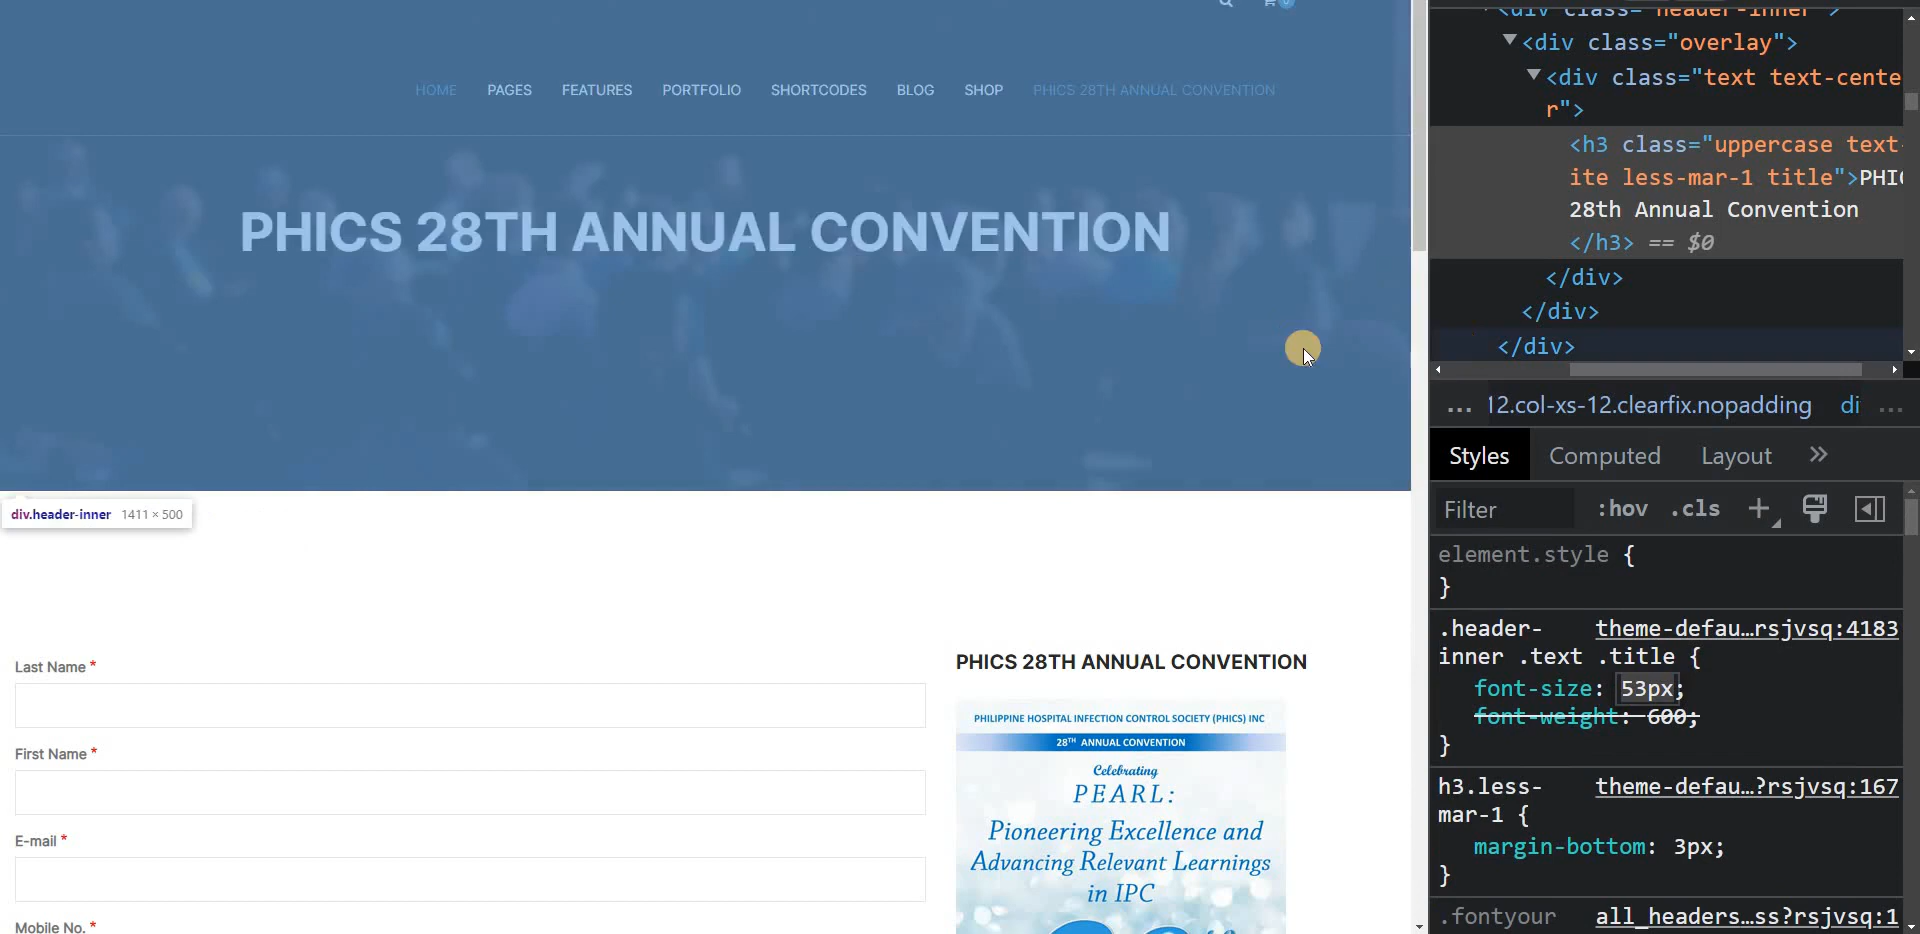 0
HOME PAGES FEATURES PORTFOLIO SHORTCODES BLOG SHOP PHICS 28TH ANNUAL CONVENTION
PHICS 28TH ANNUAL CONVENTION
div.header-inner 1411 × 500
Last Name *
First Name *
E-mail *
Mobile No. *
PHICS 28TH ANNUAL CONVENTION
PHILIPPINE HOSPITAL INFECTION CONTROL SOCIETY (PHICS) INC
28TH ANNUAL CONVENTION
Celebrating
PEARL:
Pioneering Excellence and
Advancing Relevant Learnings
in IPC
<div class="header-inner">
<div class="overlay">
<div class="text text-cente
r">
<h3 class="uppercase text-
ite less-mar-1 title">PHIC
28th Annual Convention
</h3> == $0
</div>
</div>
</div>
... 12.col-xs-12.clearfix.nopadding di ...
Styles Computed Layout »
Filter :hov .cls +
element.style {
}
.header- theme-defau…rsjvsq:4183
inner .text .title {
font-size: 53px;
font-weight: 600;
}
h3.less- theme-defau…?rsjvsq:167
mar-1 {
margin-bottom: 3px;
}
.fontyour all_headers…ss?rsjvsq:1